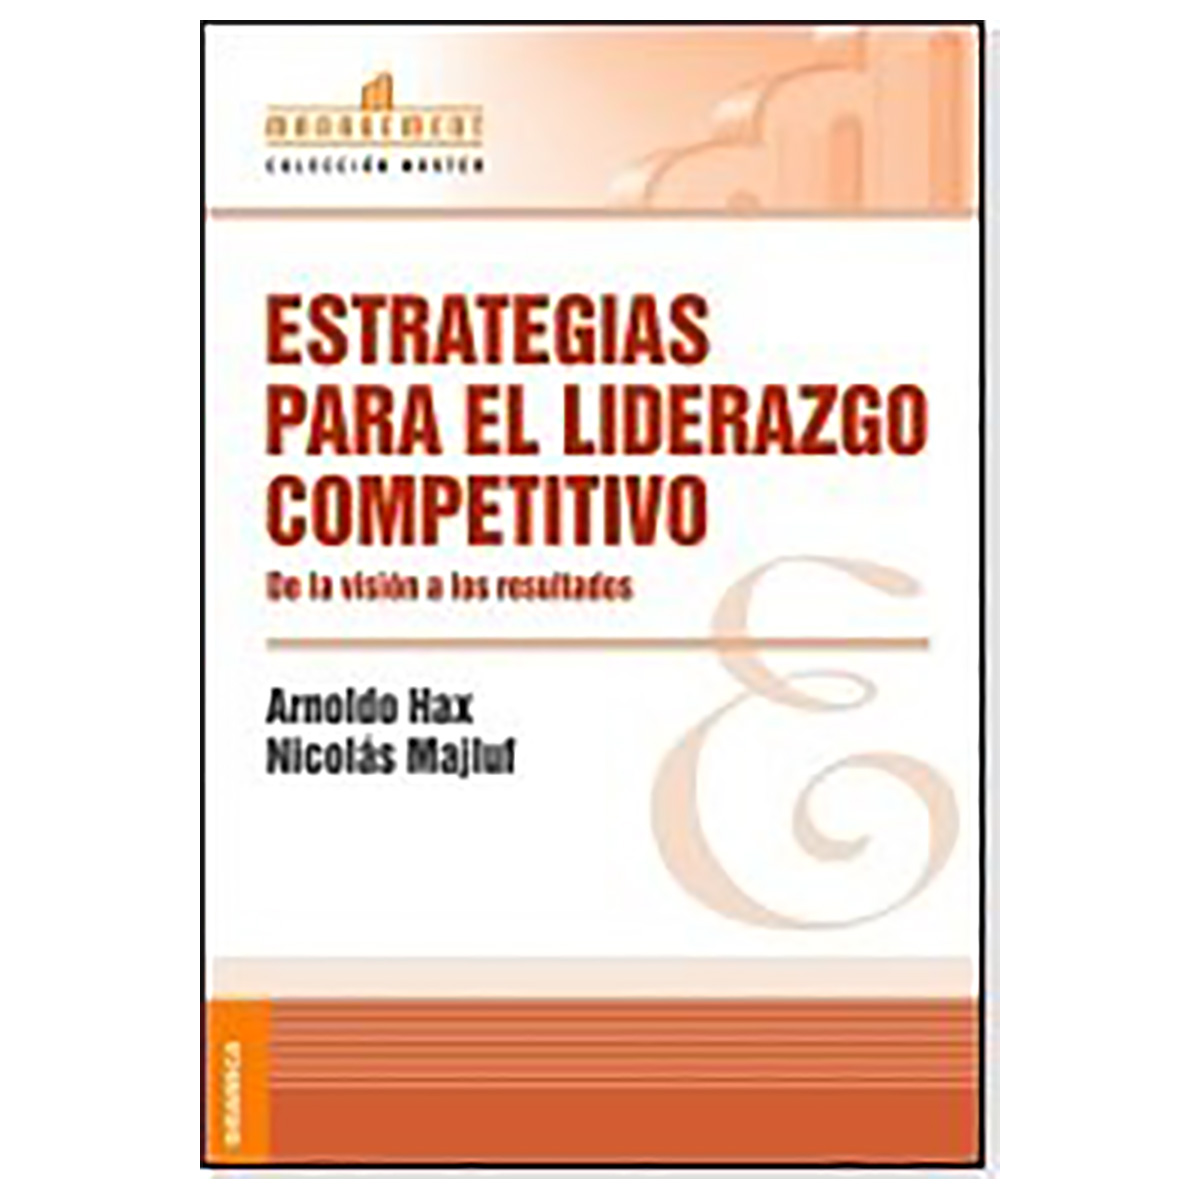 MANAGEMENT
COLECCIÓN MASTER
ESTRATEGIAS
PARA EL LIDERAZGO
COMPETITIVO
De la visión a los resultados
Arnoldo Hax
Nicolás Majluf
GRANICA